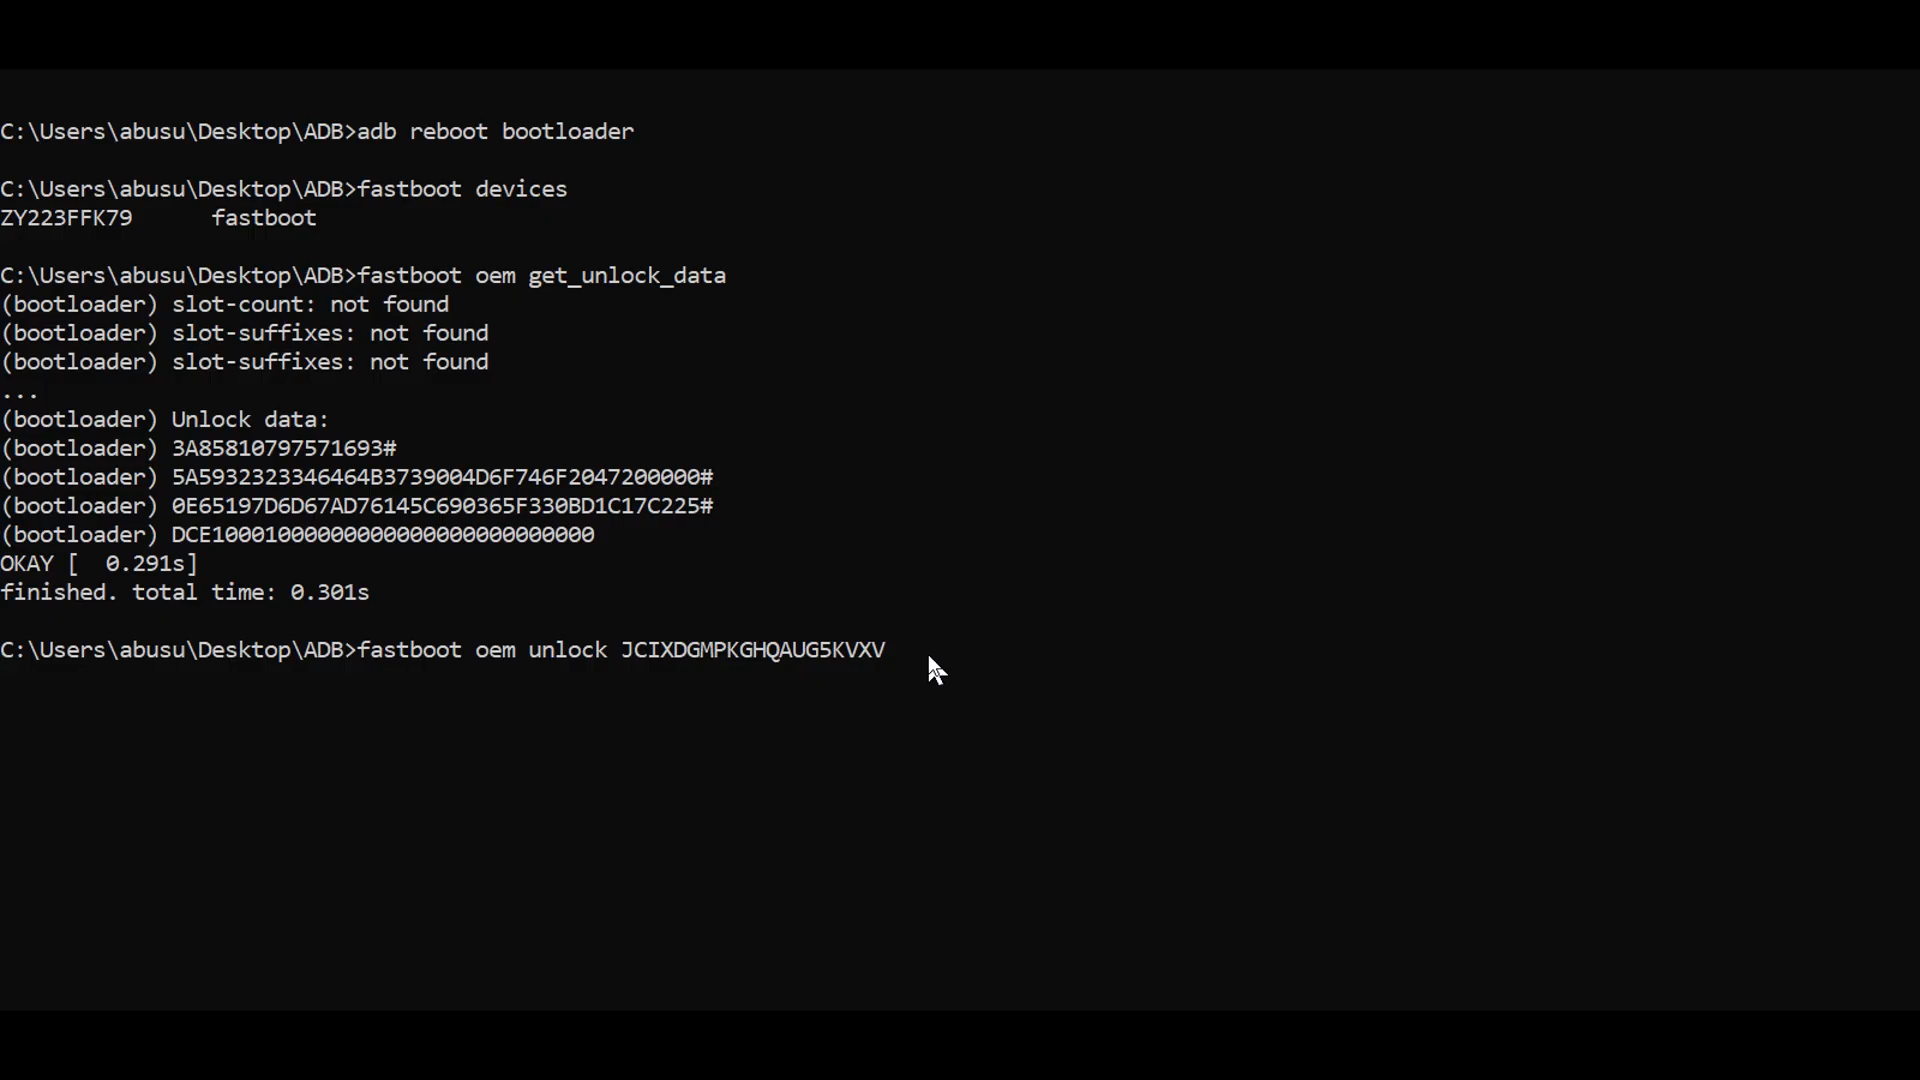 C:\Users\abusu\Desktop\ADB>adb reboot bootloader
C:\Users\abusu\Desktop\ADB>fastboot devices
ZY223FFK79      fastboot
C:\Users\abusu\Desktop\ADB>fastboot oem get_unlock_data
(bootloader) slot-count: not found
(bootloader) slot-suffixes: not found
(bootloader) slot-suffixes: not found
...
(bootloader) Unlock data:
(bootloader) 3A85810797571693#
(bootloader) 5A5932323346464B3739004D6F746F2047200000#
(bootloader) 0E65197D6D67AD76145C690365F330BD1C17C225#
(bootloader) DCE10001000000000000000000000000
OKAY [  0.291s]
finished. total time: 0.301s
C:\Users\abusu\Desktop\ADB>fastboot oem unlock JCIXDGMPKGHQAUG5KVXV